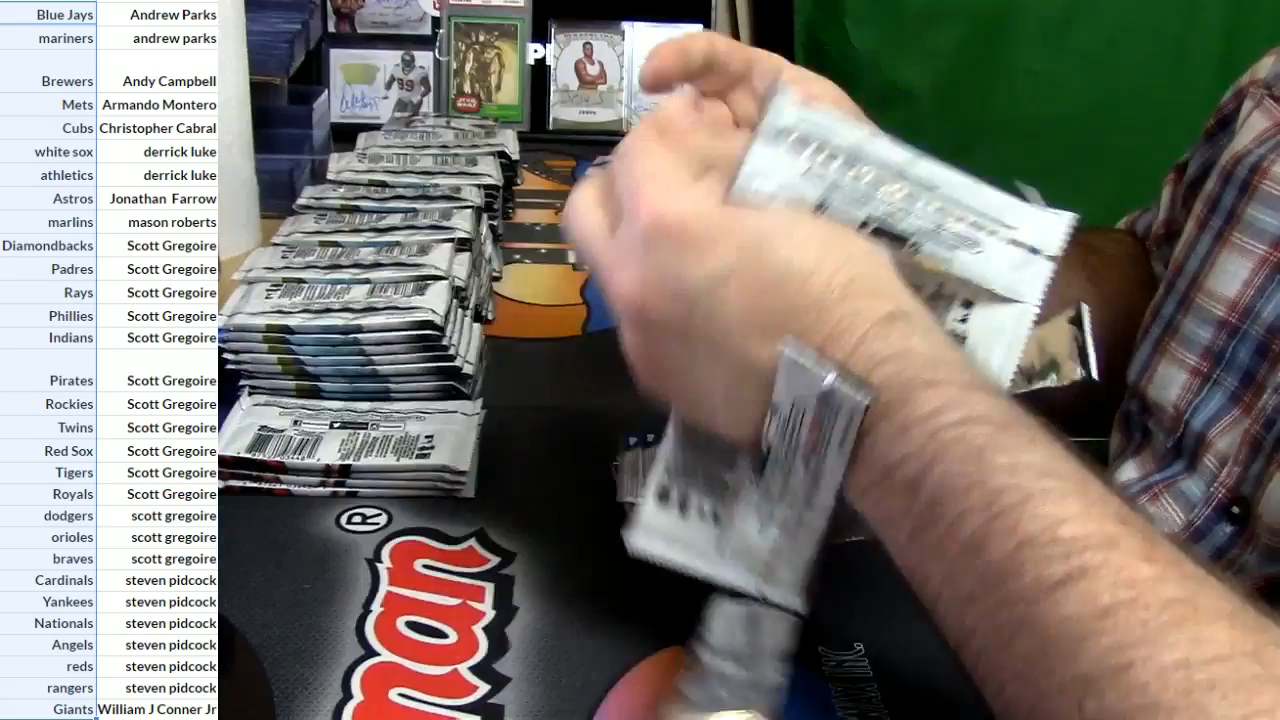 Blue Jays Andrew Parks
mariners andrew parks
Brewers Andy Campbell
Mets Armando Montero
Cubs Christopher Cabral
white sox derrick luke
athletics derrick luke
Astros Jonathan Farrow
marlins mason roberts
Diamondbacks Scott Gregoire
Padres Scott Gregoire
Rays Scott Gregoire
Phillies Scott Gregoire
Indians Scott Gregoire
Pirates Scott Gregoire
Rockies Scott Gregoire
Twins Scott Gregoire
Red Sox Scott Gregoire
Tigers Scott Gregoire
Royals Scott Gregoire
dodgers scott gregoire
orioles scott gregoire
braves scott gregoire
Cardinals steven pidcock
Yankees steven pidcock
Nationals steven pidcock
Angels steven pidcock
reds steven pidcock
rangers steven pidcock
Giants William J Conner Jr
99
STAR WARS
man
®
WAX INC